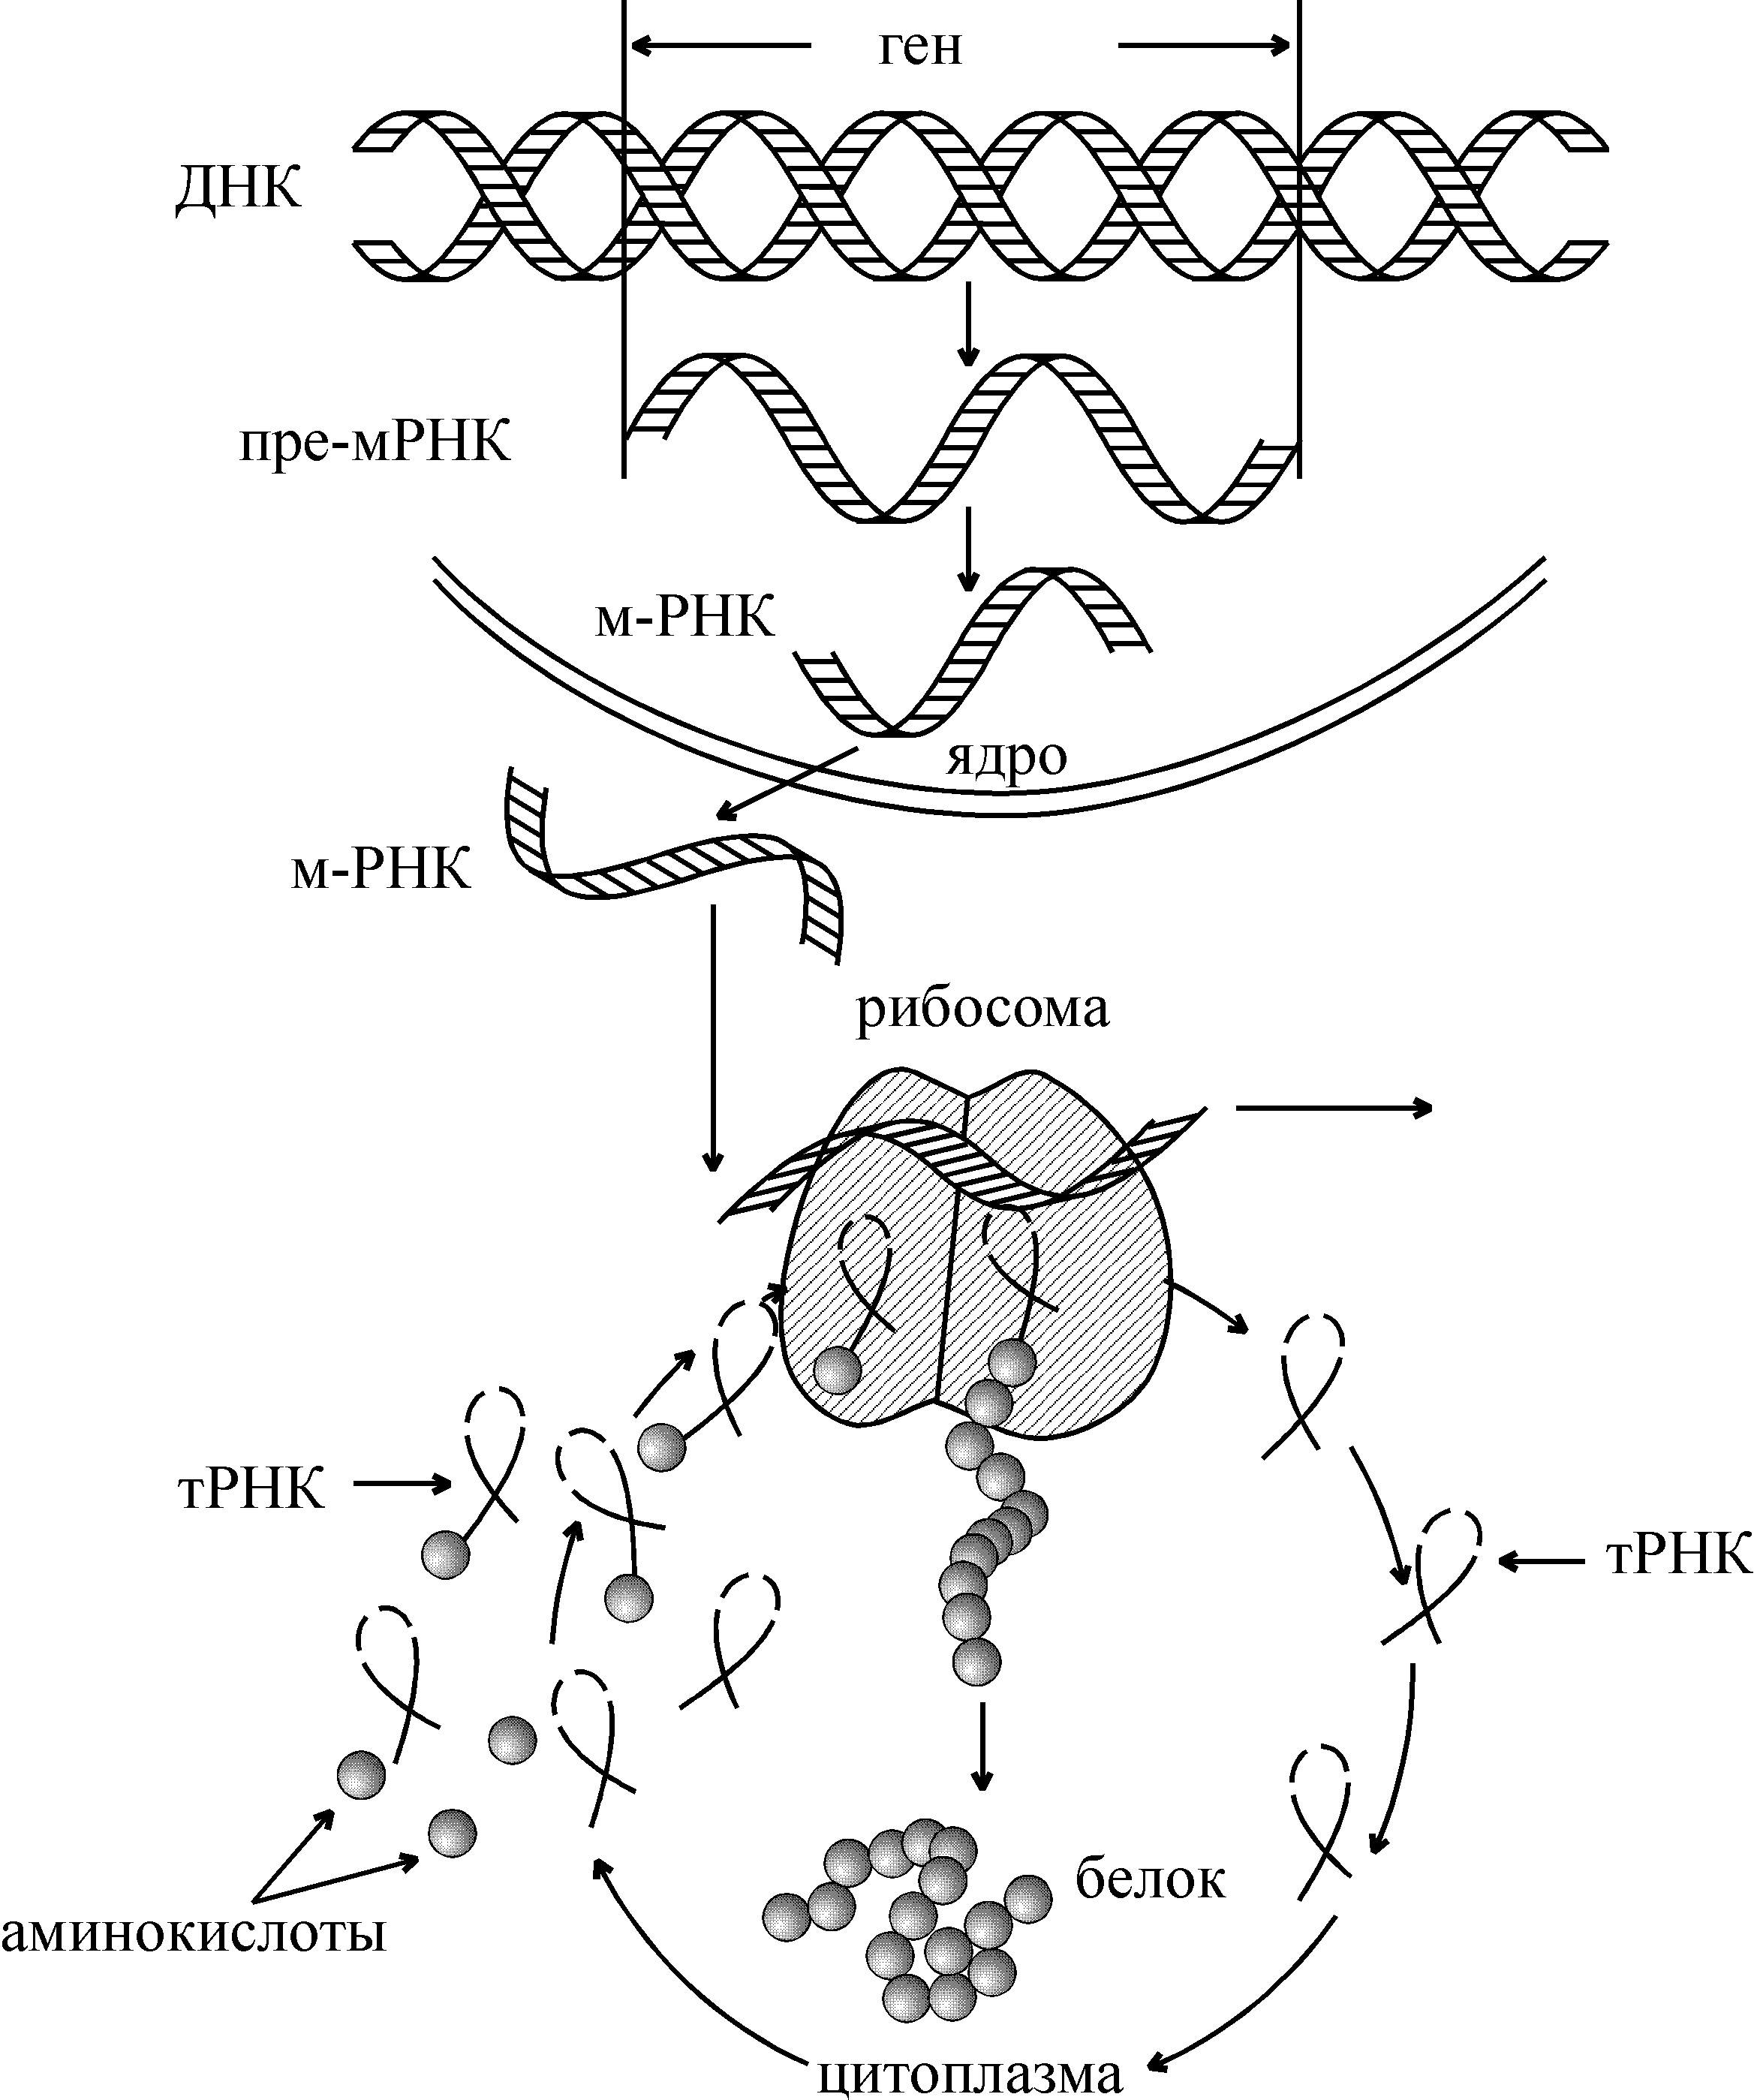 ген
ДНК
пре-мРНК
м-РНК
ядро
м-РНК
рибосома
тРНК
тРНК
белок
аминокислоты
цитоплазма